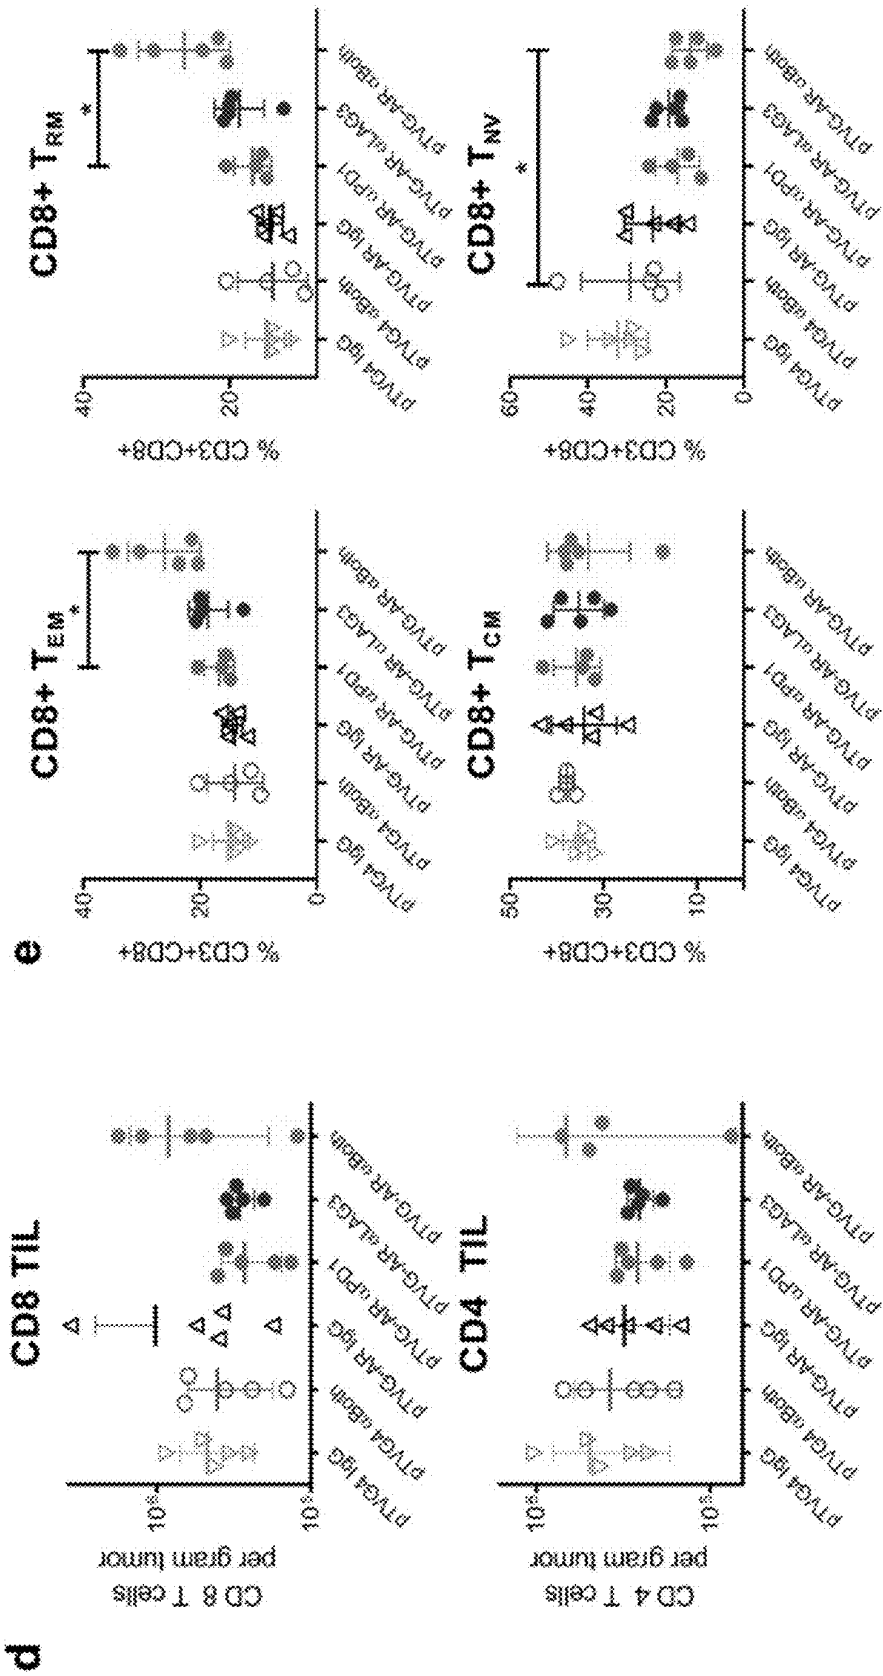 d
CD8 TIL
CD 8 T cells
per gram tumor
10⁶
10⁵
pTVG4 IgG
pTVG4 αBoth
pTVG-AR IgG
pTVG-AR αPD1
pTVG-AR αLAG3
pTVG-AR αBoth
CD4 TIL
CD 4 T cells
per gram tumor
10⁶
10⁵
pTVG4 IgG
pTVG4 αBoth
pTVG-AR IgG
pTVG-AR αPD1
pTVG-AR αLAG3
pTVG-AR αBoth
e
CD8+ TEM
% CD3+CD8+
40
20
0
*
pTVG4 IgG
pTVG4 αBoth
pTVG-AR IgG
pTVG-AR αPD1
pTVG-AR αLAG3
pTVG-AR αBoth
CD8+ TRM
% CD3+CD8+
40
20
*
pTVG4 IgG
pTVG4 αBoth
pTVG-AR IgG
pTVG-AR αPD1
pTVG-AR αLAG3
pTVG-AR αBoth
CD8+ TCM
% CD3+CD8+
50
30
10
pTVG4 IgG
pTVG4 αBoth
pTVG-AR IgG
pTVG-AR αPD1
pTVG-AR αLAG3
pTVG-AR αBoth
CD8+ TNV
% CD3+CD8+
60
40
20
0
*
pTVG4 IgG
pTVG4 αBoth
pTVG-AR IgG
pTVG-AR αPD1
pTVG-AR αLAG3
pTVG-AR αBoth